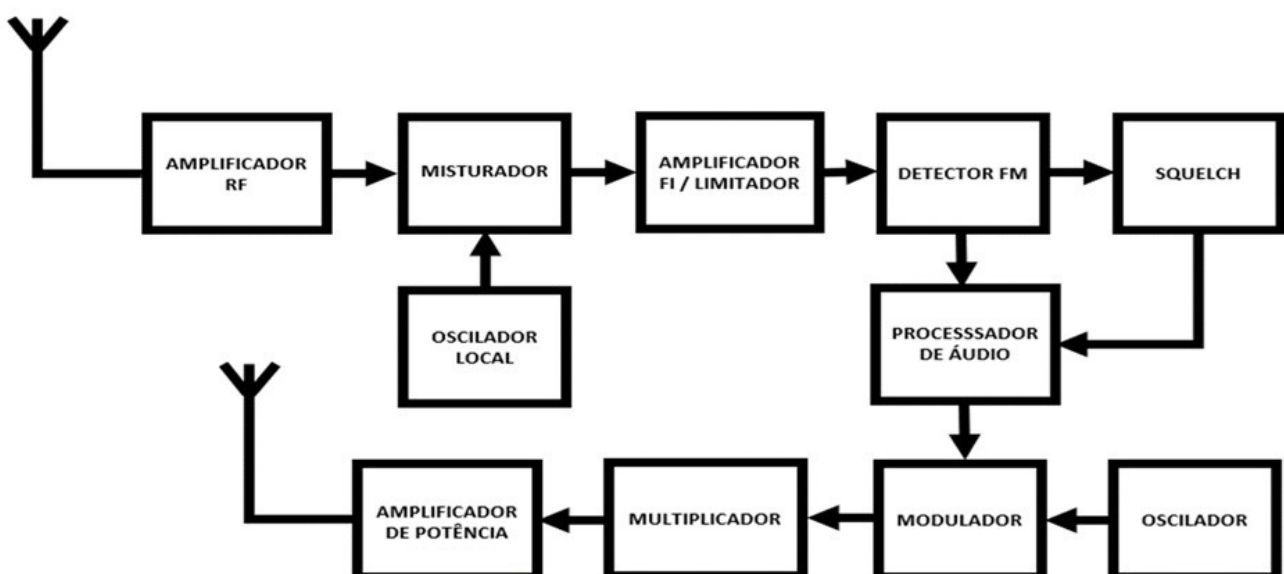 AMPLIFICADOR
RF
MISTURADOR
AMPLIFICADOR
FI / LIMITADOR
DETECTOR FM
SQUELCH
OSCILADOR
LOCAL
PROCESSSADOR
DE ÁUDIO
AMPLIFICADOR
DE POTÊNCIA
MULTIPLICADOR
MODULADOR
OSCILADOR